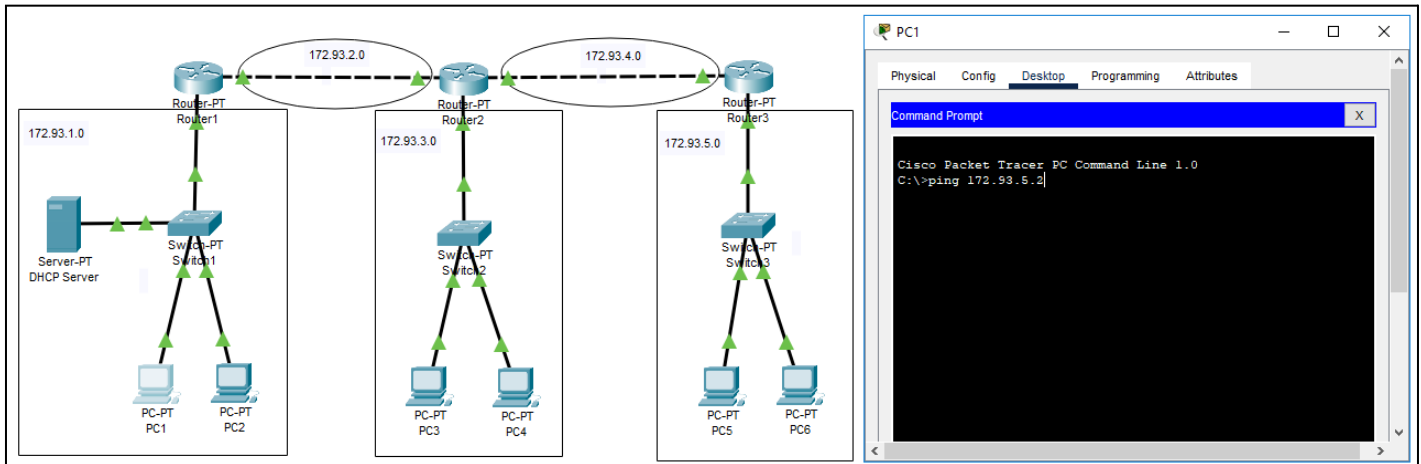 172.93.2.0
172.93.4.0
Router-PT
Router1
Router-PT
Router2
Router-PT
Router3
172.93.1.0
172.93.3.0
172.93.5.0
Server-PT
DHCP Server
Switch-PT
Switch1
Switch-PT
Switch2
Switch-PT
Switch3
PC-PT
PC1
PC-PT
PC2
PC-PT
PC3
PC-PT
PC4
PC-PT
PC5
PC-PT
PC6
PC1
Physical Config Desktop Programming Attributes
Command Prompt
X
Cisco Packet Tracer PC Command Line 1.0
C:\>ping 172.93.5.2